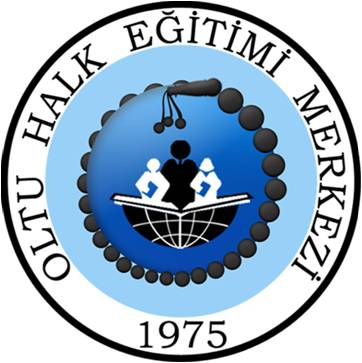 OLTU HALK EĞİTİMİ MERKEZİ
1975